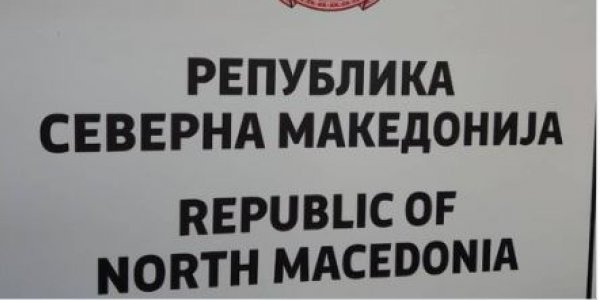 РЕПУБЛИКА
СЕВЕРНА МАКЕДОНИЈА
REPUBLIC OF
NORTH MACEDONIA